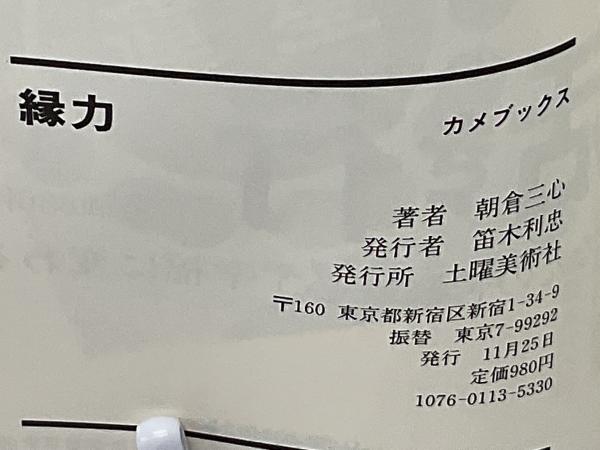 縁力
カメブックス
著者 朝倉三心
発行者 笛木利忠
発行所 土曜美術社
〒160 東京都新宿区新宿1-34-9
振替 東京7-99292
発行 11月25日
定価980円
1076-0113-5330